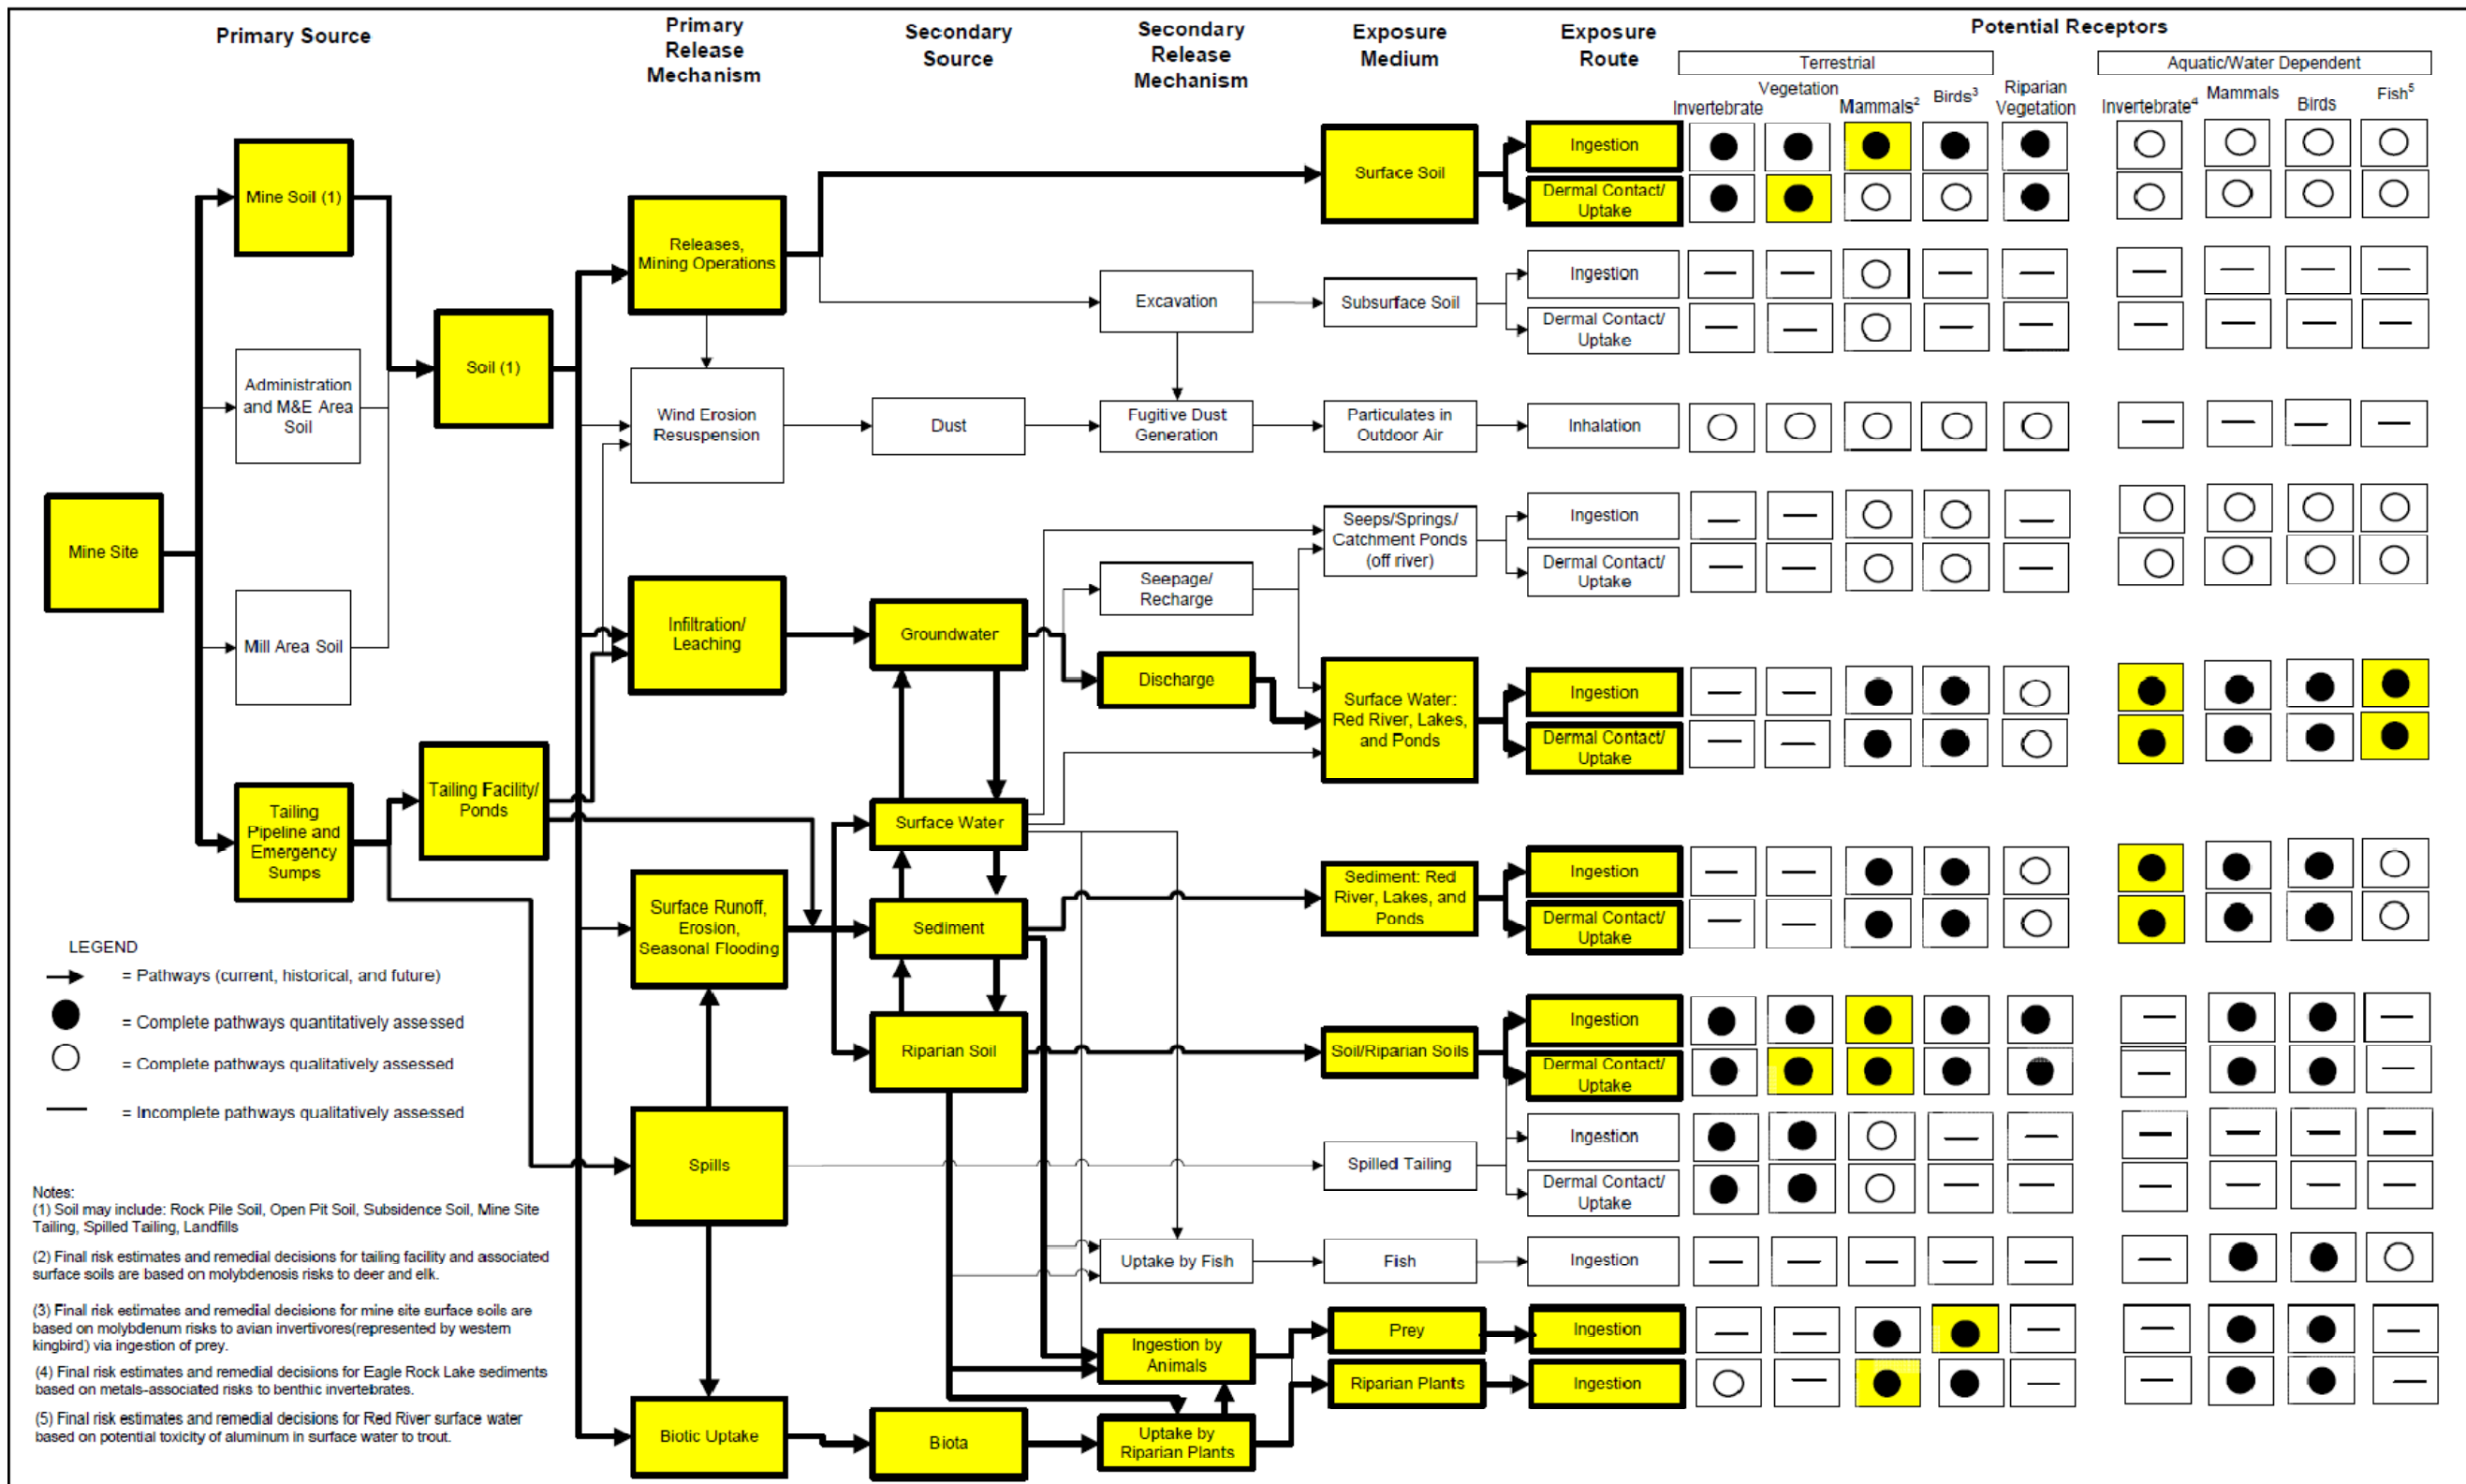 Primary Source
Primary
Release
Mechanism
Secondary
Source
Secondary
Release
Mechanism
Exposure
Medium
Exposure
Route
Potential Receptors
Terrestrial
Aquatic/Water Dependent
Invertebrate
Vegetation
Mammals2
Birds3
Riparian
Vegetation
Invertebrate4
Mammals
Birds
Fish5
Mine Site
Mine Soil (1)
Administration
and M&E Area
Soil
Mill Area Soil
Tailing
Pipeline and
Emergency
Sumps
Soil (1)
Tailing Facility/
Ponds
Releases,
Mining Operations
Wind Erosion
Resuspension
Infiltration/
Leaching
Surface Runoff,
Erosion,
Seasonal Flooding
Spills
Biotic Uptake
Dust
Groundwater
Surface Water
Sediment
Riparian Soil
Biota
Excavation
Fugitive Dust
Generation
Seepage/
Recharge
Discharge
Uptake by Fish
Ingestion by
Animals
Uptake by
Riparian Plants
Surface Soil
Subsurface Soil
Particulates in
Outdoor Air
Seeps/Springs/
Catchment Ponds
(off river)
Surface Water:
Red River, Lakes,
and Ponds
Sediment: Red
River, Lakes, and
Ponds
Soil/Riparian Soils
Spilled Tailing
Fish
Prey
Riparian Plants
Ingestion
Dermal Contact/
Uptake
Ingestion
Dermal Contact/
Uptake
Inhalation
Ingestion
Dermal Contact/
Uptake
Ingestion
Dermal Contact/
Uptake
Ingestion
Dermal Contact/
Uptake
Ingestion
Dermal Contact/
Uptake
Ingestion
Dermal Contact/
Uptake
Ingestion
Ingestion
Ingestion
LEGEND
= Pathways (current, historical, and future)
= Complete pathways quantitatively assessed
= Complete pathways qualitatively assessed
= Incomplete pathways qualitatively assessed
Notes:
(1) Soil may include: Rock Pile Soil, Open Pit Soil, Subsidence Soil, Mine Site
Tailing, Spilled Tailing, Landfills
(2) Final risk estimates and remedial decisions for tailing facility and associated
surface soils are based on molybdenosis risks to deer and elk.
(3) Final risk estimates and remedial decisions for mine site surface soils are
based on molybdenum risks to avian invertivores(represented by western
kingbird) via ingestion of prey.
(4) Final risk estimates and remedial decisions for Eagle Rock Lake sediments
based on metals-associated risks to benthic invertebrates.
(5) Final risk estimates and remedial decisions for Red River surface water
based on potential toxicity of aluminum in surface water to trout.